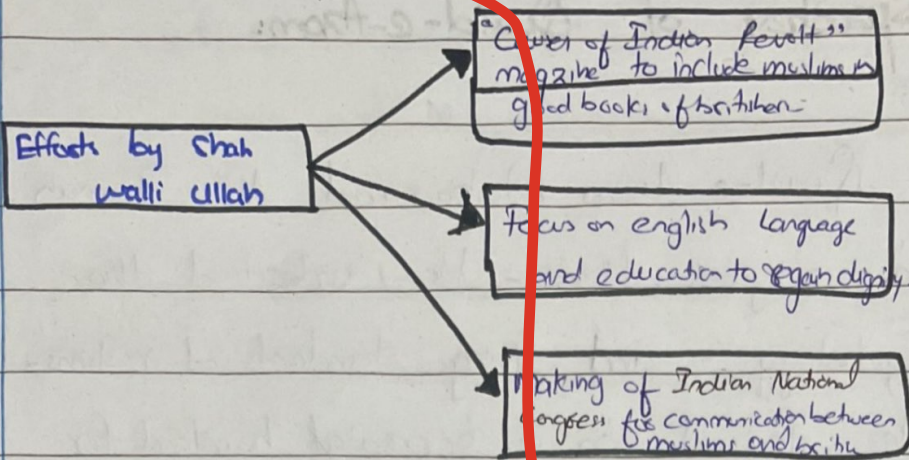 Efforts by Shah
walli Ullah
"Causes of Indian Revolt"
magzine to include muslims in
good books of britishers.
Focus on english Language
and education to regain dignity
Making of Indian National
Congress for communication between
muslims and